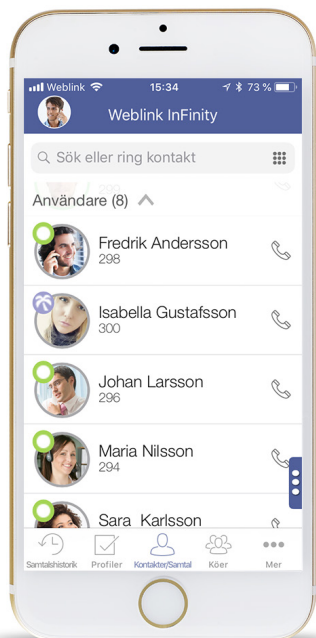 Weblink 15:34 73 %
Weblink InFinity
Sök eller ring kontakt
Användare (8)
Fredrik Andersson
298
Isabella Gustafsson
300
Johan Larsson
296
Maria Nilsson
294
Sara Karlsson
Samtalshistorik Profiler Kontakter/Samtal Köer Mer